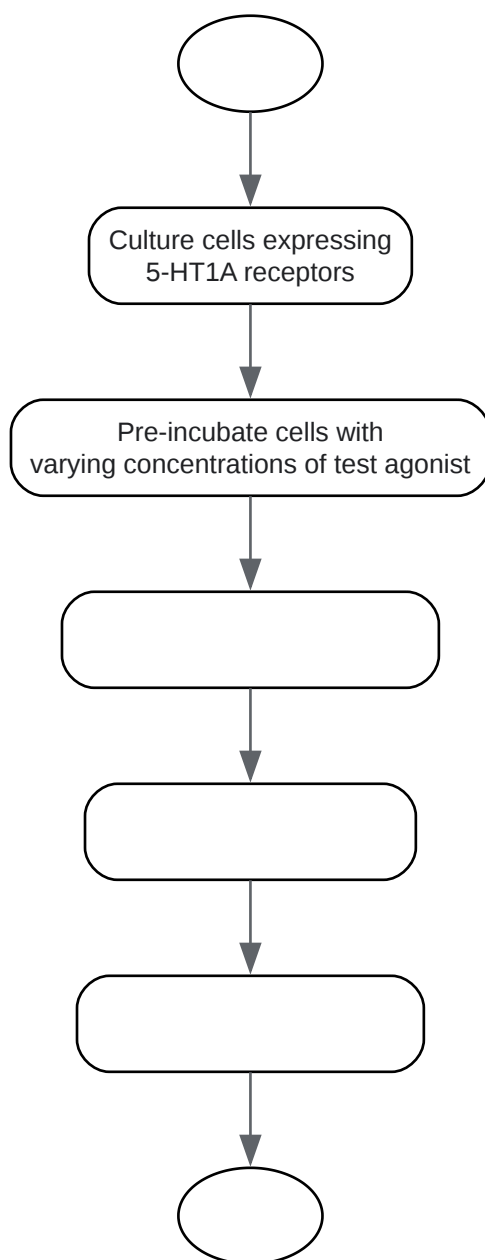 Culture cells expressing
5-HT1A receptors
Pre-incubate cells with
varying concentrations of test agonist